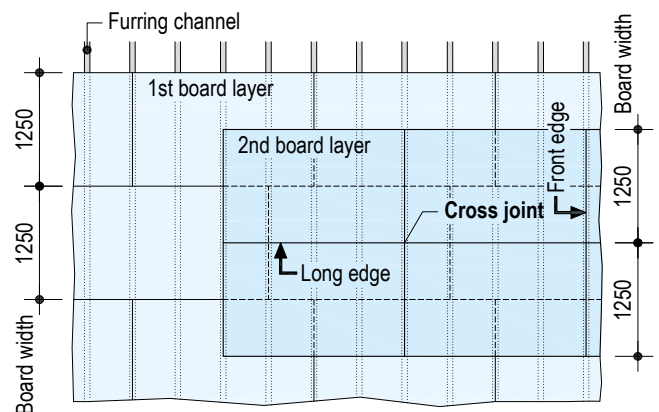 Furring channel
1st board layer
2nd board layer
Cross joint
Long edge
Front edge
1250
1250
Board width
Board width
1250
1250